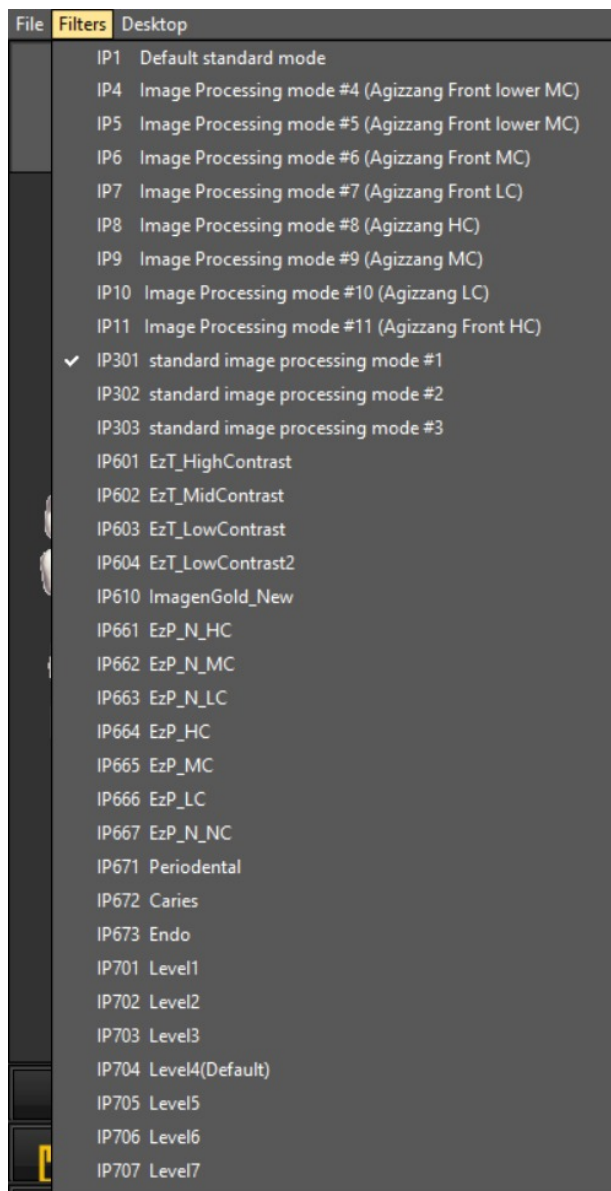 File Filters Desktop
IP1 Default standard mode
IP4 Image Processing mode #4 (Agizzang Front lower MC)
IP5 Image Processing mode #5 (Agizzang Front lower MC)
IP6 Image Processing mode #6 (Agizzang Front MC)
IP7 Image Processing mode #7 (Agizzang Front LC)
IP8 Image Processing mode #8 (Agizzang HC)
IP9 Image Processing mode #9 (Agizzang MC)
IP10 Image Processing mode #10 (Agizzang LC)
IP11 Image Processing mode #11 (Agizzang Front HC)
IP301 standard image processing mode #1
IP302 standard image processing mode #2
IP303 standard image processing mode #3
IP601 EzT_HighContrast
IP602 EzT_MidContrast
IP603 EzT_LowContrast
IP604 EzT_LowContrast2
IP610 ImagenGold_New
IP661 EzP_N_HC
IP662 EzP_N_MC
IP663 EzP_N_LC
IP664 EzP_HC
IP665 EzP_MC
IP666 EzP_LC
IP667 EzP_N_NC
IP671 Periodental
IP672 Caries
IP673 Endo
IP701 Level1
IP702 Level2
IP703 Level3
IP704 Level4(Default)
IP705 Level5
IP706 Level6
IP707 Level7